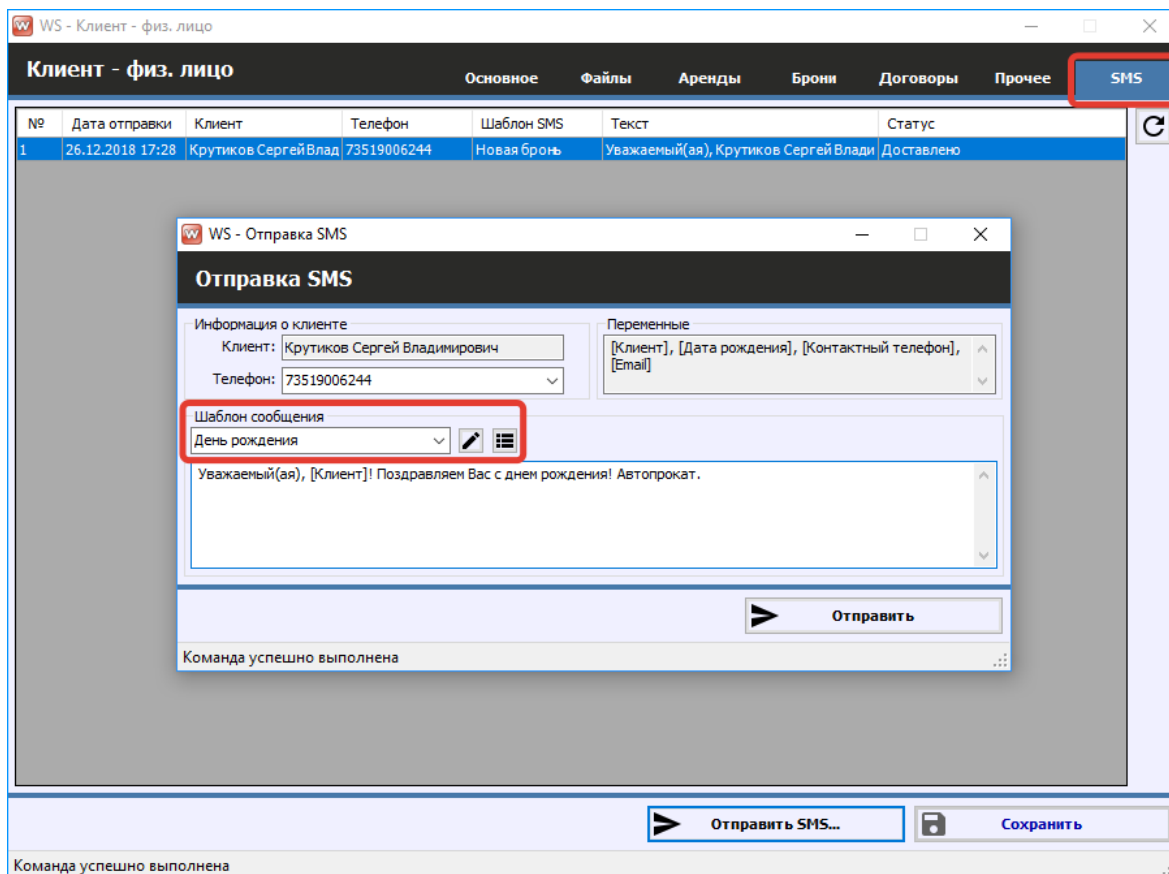 WS - Клиент - физ. лицо
Клиент - физ. лицо
Основное Файлы Аренды Брони Договоры Прочее SMS
№ Дата отправки Клиент Телефон Шаблон SMS Текст Статус
1 26.12.2018 17:28 Крутиков Сергей Влад 73519006244 Новая бронь Уважаемый(ая), Крутиков Сергей Влади Доставлено
WS - Отправка SMS
Отправка SMS
Информация о клиенте Переменные
Клиент: Крутиков Сергей Владимирович [Клиент], [Дата рождения], [Контактный телефон],
[Email]
Телефон: 73519006244
Шаблон сообщения
День рождения
Уважаемый(ая), [Клиент]! Поздравляем Вас с днем рождения! Автопрокат.
Отправить
Команда успешно выполнена
Отправить SMS... Сохранить
Команда успешно выполнена